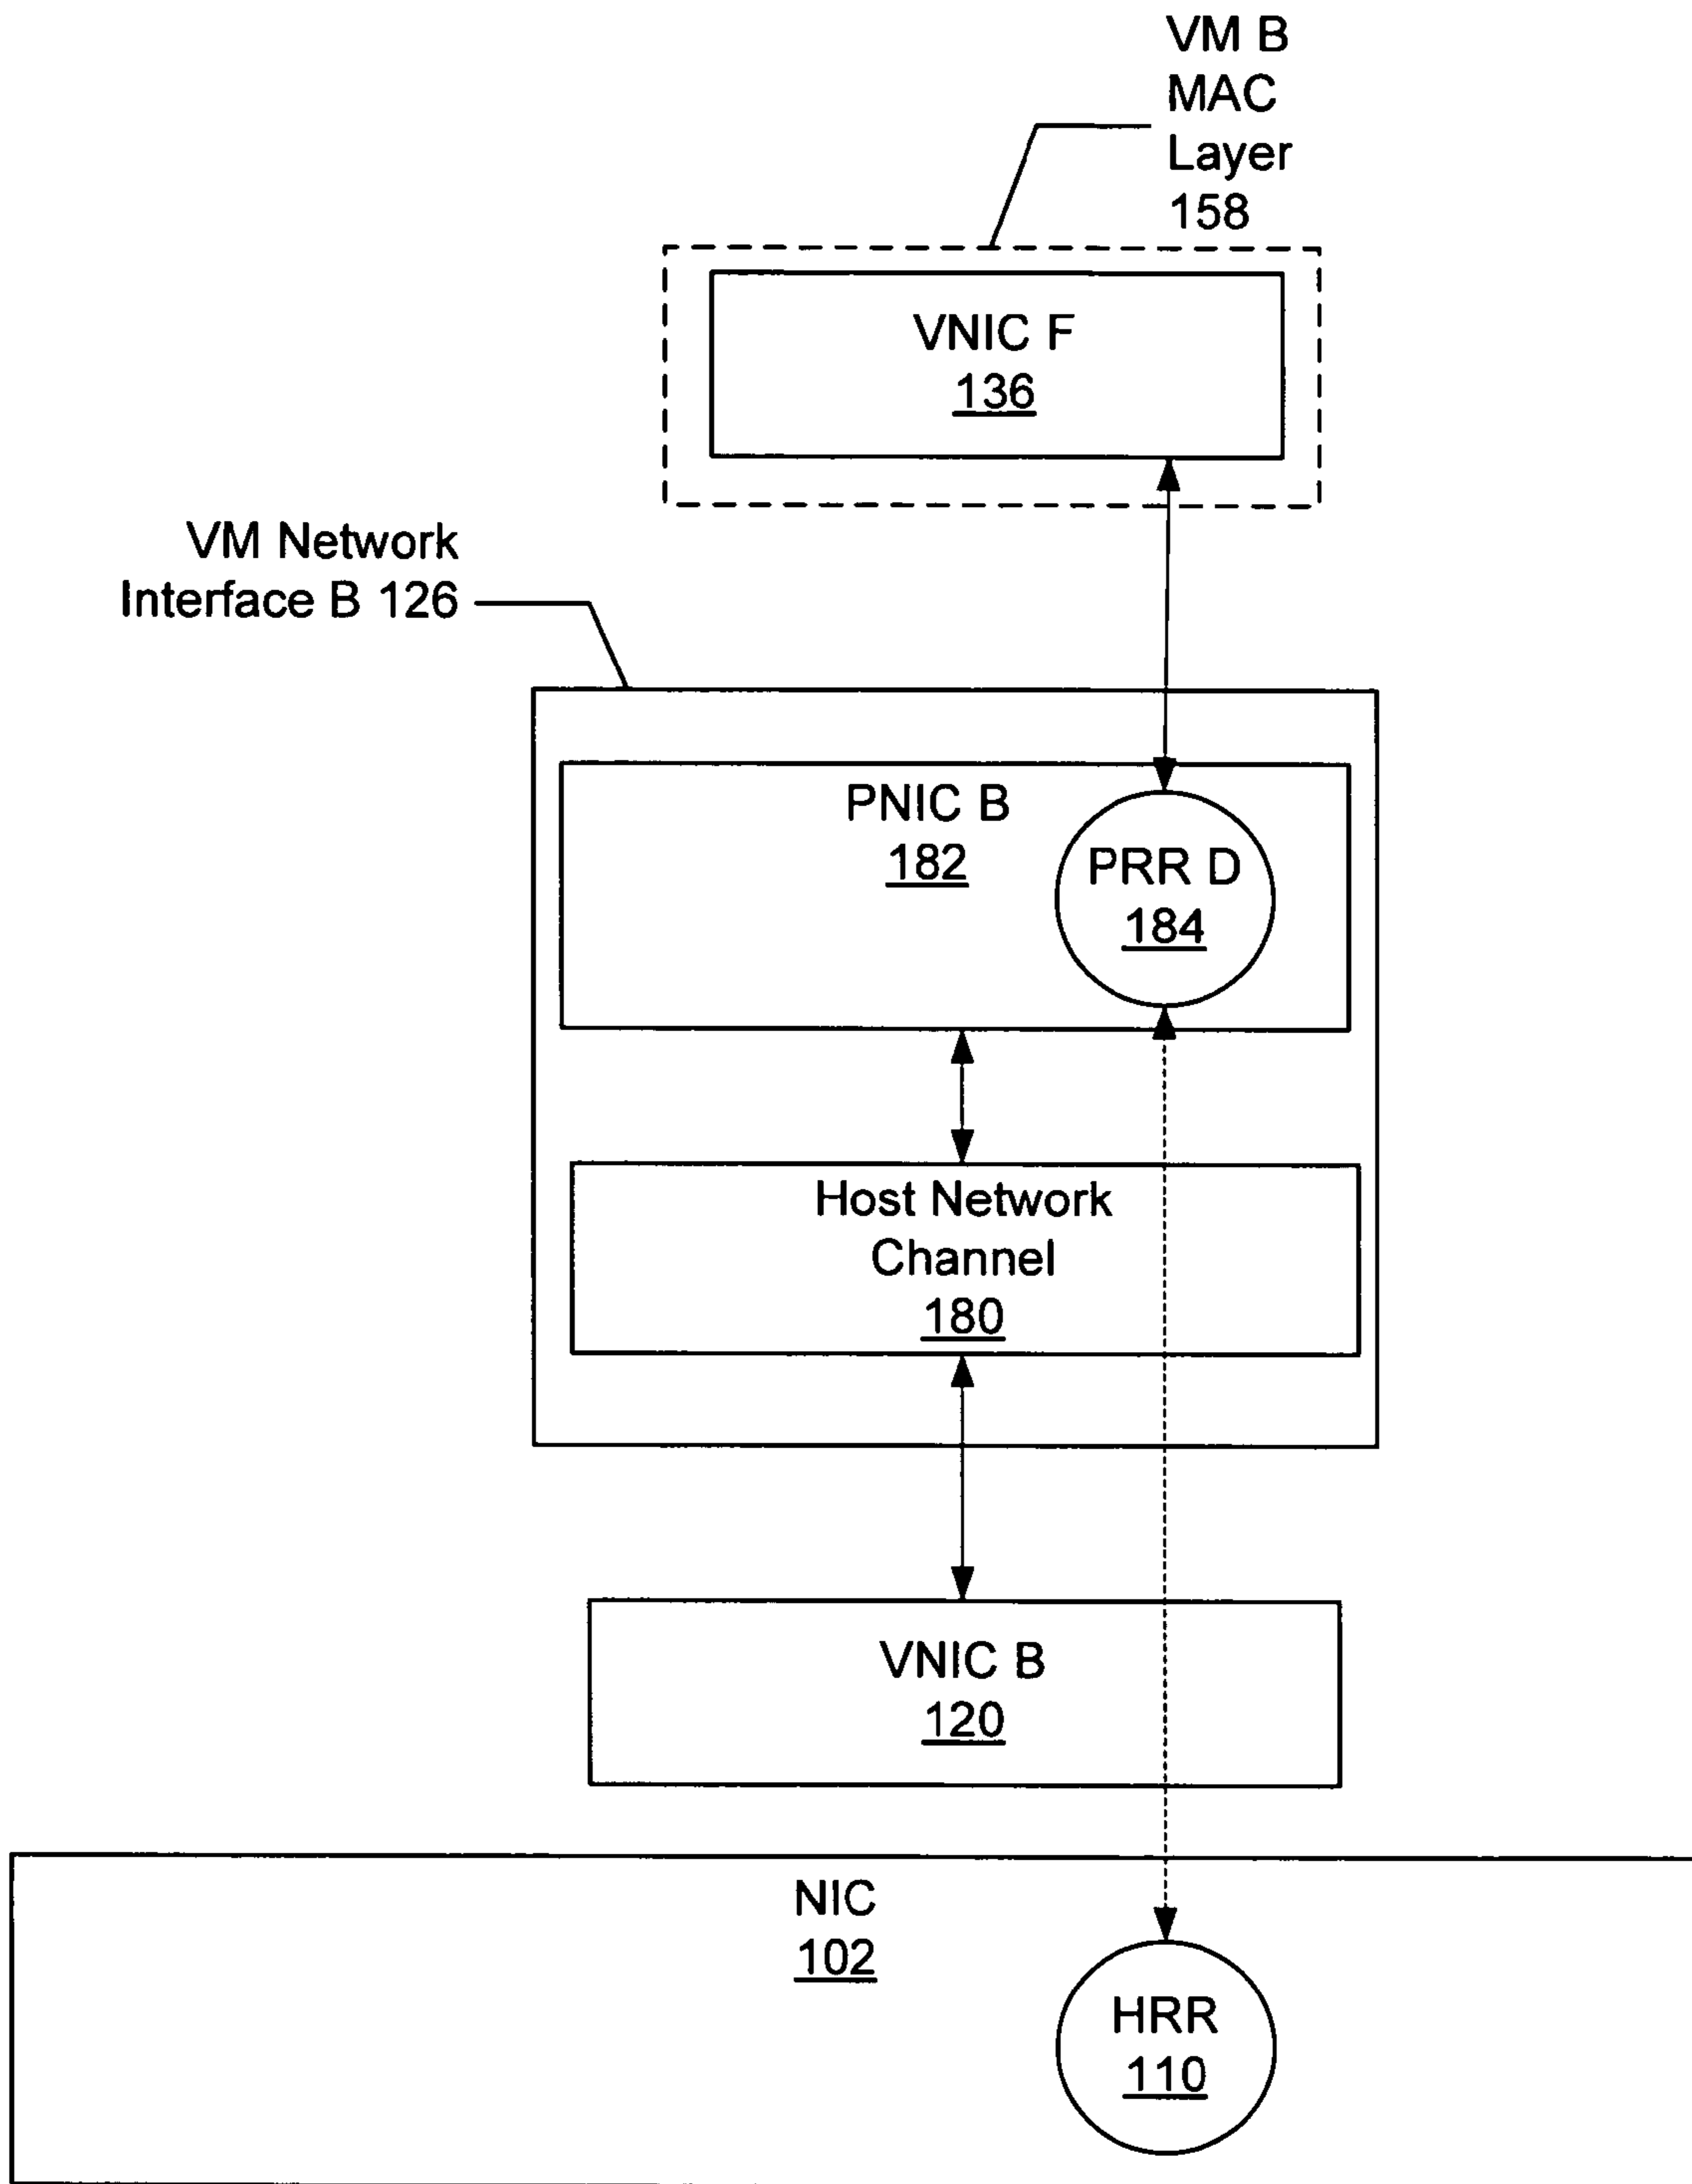 VM B
MAC
Layer
158
VNIC F
136
VM Network
Interface B 126
PNIC B
182
PRR D
184
Host Network
Channel
180
VNIC B
120
NIC
102
HRR
110